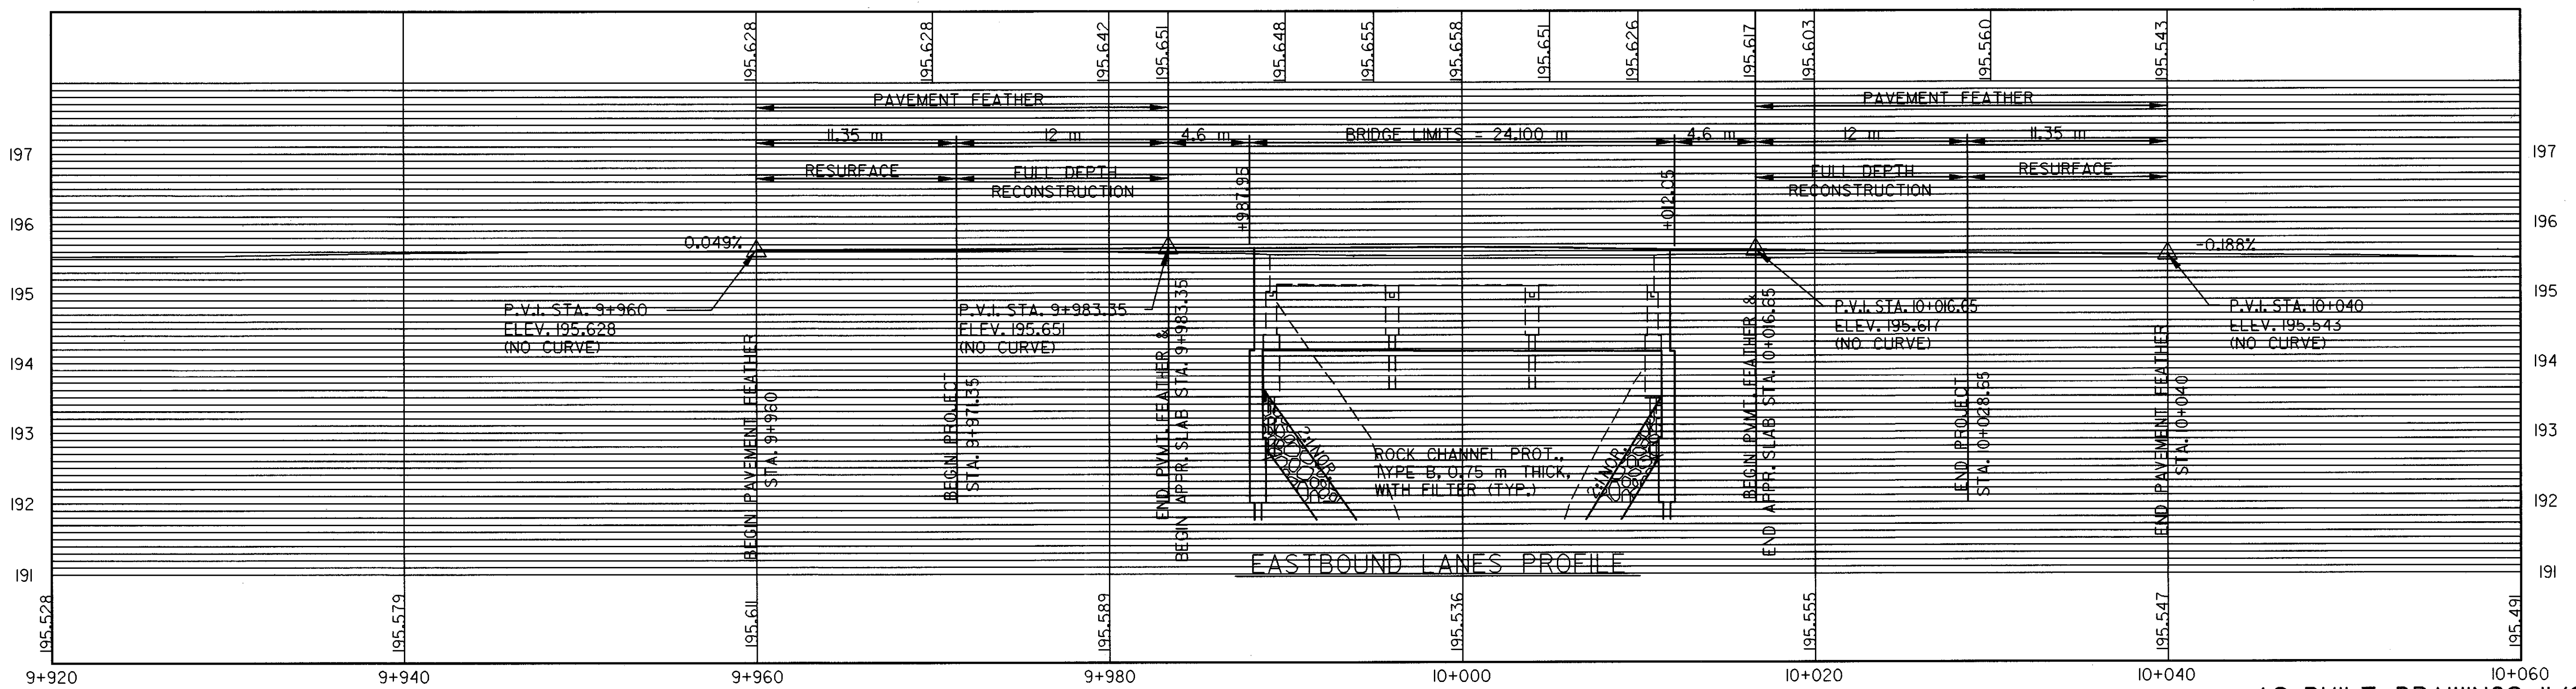 195.628
195.628
195.642
195.651
195.648
195.655
195.658
195.651
195.626
195.617
195.603
195.560
195.543
PAVEMENT FEATHER
PAVEMENT FEATHER
11.35 m
12 m
4.6 m
BRIDGE LIMITS = 24.100 m
4.6 m
12 m
11.35 m
197
197
RESURFACE
FULL DEPTH
RECONSTRUCTION
+987.95
+012.05
FULL DEPTH
RECONSTRUCTION
RESURFACE
196
196
0.049%
-0.188%
195
195
P.V.I. STA. 9+960
ELEV. 195.628
(NO CURVE)
P.V.I. STA. 9+983.35
ELEV. 195.651
(NO CURVE)
P.V.I. STA. 10+016.65
ELEV. 195.617
(NO CURVE)
P.V.I. STA. 10+040
ELEV. 195.543
(NO CURVE)
194
194
BEGIN PAVEMENT FEATHER
STA. 9+960
BEGIN PROJECT
STA. 9+971.35
END PVMT. FEATHER &
BEGIN APPR. SLAB STA. 9+983.35
BEGIN PVMT. FEATHER &
END APPR. SLAB STA. 10+016.65
END PROJECT
STA. 10+028.65
END PAVEMENT FEATHER
STA. 10+040
193
193
2:1(NOR.)
2:1(NOR.)
ROCK CHANNEL PROT.,
TYPE B, 0.75 m THICK,
WITH FILTER (TYP.)
192
192
EASTBOUND LANES PROFILE
191
191
195.528
195.579
195.611
195.589
195.536
195.555
195.547
195.491
9+920
9+940
9+960
9+980
10+000
10+020
10+040
10+060